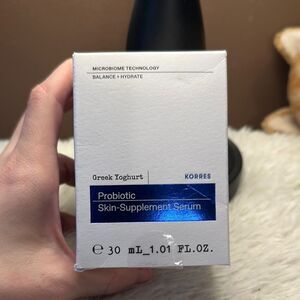 MICROBIOME TECHNOLOGY
BALANCE + HYDRATE
Greek Yoghurt
KORRES
Probiotic
Skin-Supplement Serum
℮ 30 mL_1.01 FL.OZ.